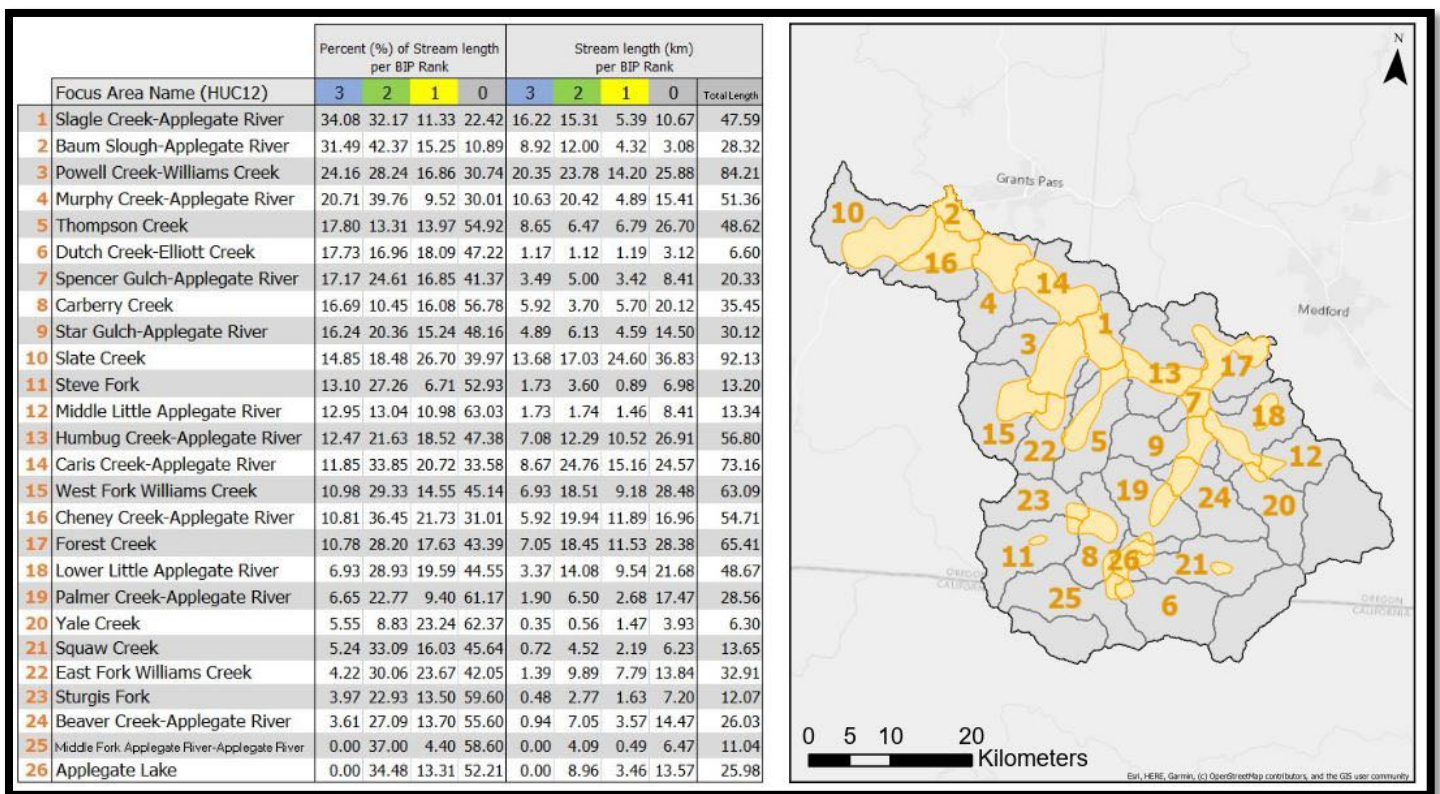 Percent (%) of Stream length per BIP Rank Stream length (km) per BIP Rank
Focus Area Name (HUC12) 3 2 1 0 3 2 1 0 Total Length
1 Slagle Creek-Applegate River 34.08 32.17 11.33 22.42 16.22 15.31 5.39 10.67 47.59
2 Baum Slough-Applegate River 31.49 42.37 15.25 10.89 8.92 12.00 4.32 3.08 28.32
3 Powell Creek-Williams Creek 24.16 28.24 16.86 30.74 20.35 23.78 14.20 25.88 84.21
4 Murphy Creek-Applegate River 20.71 39.76 9.52 30.01 10.63 20.42 4.89 15.41 51.36
5 Thompson Creek 17.80 13.31 13.97 54.92 8.65 6.47 6.79 26.70 48.62
6 Dutch Creek-Elliott Creek 17.73 16.96 18.09 47.22 1.17 1.12 1.19 3.12 6.60
7 Spencer Gulch-Applegate River 17.17 24.61 16.85 41.37 3.49 5.00 3.42 8.41 20.33
8 Carberry Creek 16.69 10.45 16.08 56.78 5.92 3.70 5.70 20.12 35.45
9 Star Gulch-Applegate River 16.24 20.36 15.24 48.16 4.89 6.13 4.59 14.50 30.12
10 Slate Creek 14.85 18.48 26.70 39.97 13.68 17.03 24.60 36.83 92.13
11 Steve Fork 13.10 27.26 6.71 52.93 1.73 3.60 0.89 6.98 13.20
12 Middle Little Applegate River 12.95 13.04 10.98 63.03 1.73 1.74 1.46 8.41 13.34
13 Humbug Creek-Applegate River 12.47 21.63 18.52 47.38 7.08 12.29 10.52 26.91 56.80
14 Caris Creek-Applegate River 11.85 33.85 20.72 33.58 8.67 24.76 15.16 24.57 73.16
15 West Fork Williams Creek 10.98 29.33 14.55 45.14 6.93 18.51 9.18 28.48 63.09
16 Cheney Creek-Applegate River 10.81 36.45 21.73 31.01 5.92 19.94 11.89 16.96 54.71
17 Forest Creek 10.78 28.20 17.63 43.39 7.05 18.45 11.53 28.38 65.41
18 Lower Little Applegate River 6.93 28.93 19.59 44.55 3.37 14.08 9.54 21.68 48.67
19 Palmer Creek-Applegate River 6.65 22.77 9.40 61.17 1.90 6.50 2.68 17.47 28.56
20 Yale Creek 5.55 8.83 23.24 62.37 0.35 0.56 1.47 3.93 6.30
21 Squaw Creek 5.24 33.09 16.03 45.64 0.72 4.52 2.19 6.23 13.65
22 East Fork Williams Creek 4.22 30.06 23.67 42.05 1.39 9.89 7.79 13.84 32.91
23 Sturgis Fork 3.97 22.93 13.50 59.60 0.48 2.77 1.63 7.20 12.07
24 Beaver Creek-Applegate River 3.61 27.09 13.70 55.60 0.94 7.05 3.57 14.47 26.03
25 Middle Fork Applegate River-Applegate River 0.00 37.00 4.40 58.60 0.00 4.09 0.49 6.47 11.04
26 Applegate Lake 0.00 34.48 13.31 52.21 0.00 8.96 3.46 13.57 25.98
N
Grants Pass
10 2
16
14
4
1
Medford
3
13 17
7
18
15 22 5 9 12
23 19 24 20
11 8 26 21
OREGON
CALIFORNIA
25 6
OREGON
CALIFORNIA
0 5 10 20
Kilometers
Esri, HERE, Garmin, (c) OpenStreetMap contributors, and the GIS user community